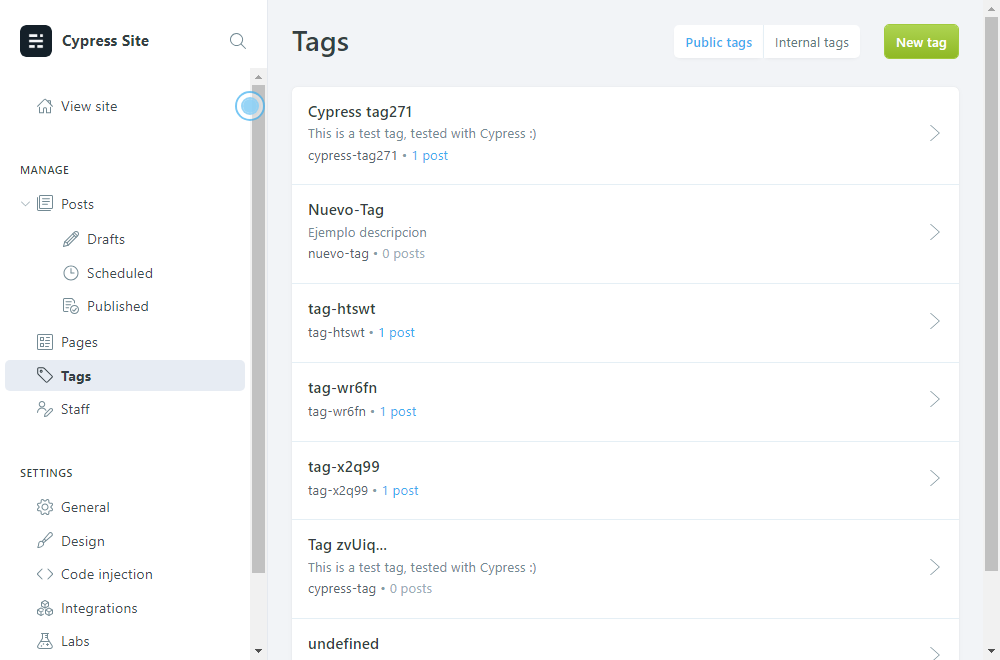 Cypress Site
View site
MANAGE
Posts
Drafts
Scheduled
Published
Pages
Tags
Staff
SETTINGS
General
Design
Code injection
Integrations
Labs
Tags
Public tags
Internal tags
New tag
Cypress tag271
This is a test tag, tested with Cypress :)
cypress-tag271 • 1 post
Nuevo-Tag
Ejemplo descripcion
nuevo-tag • 0 posts
tag-htswt
tag-htswt • 1 post
tag-wr6fn
tag-wr6fn • 1 post
tag-x2q99
tag-x2q99 • 1 post
Tag zvUiq...
This is a test tag, tested with Cypress :)
cypress-tag • 0 posts
undefined